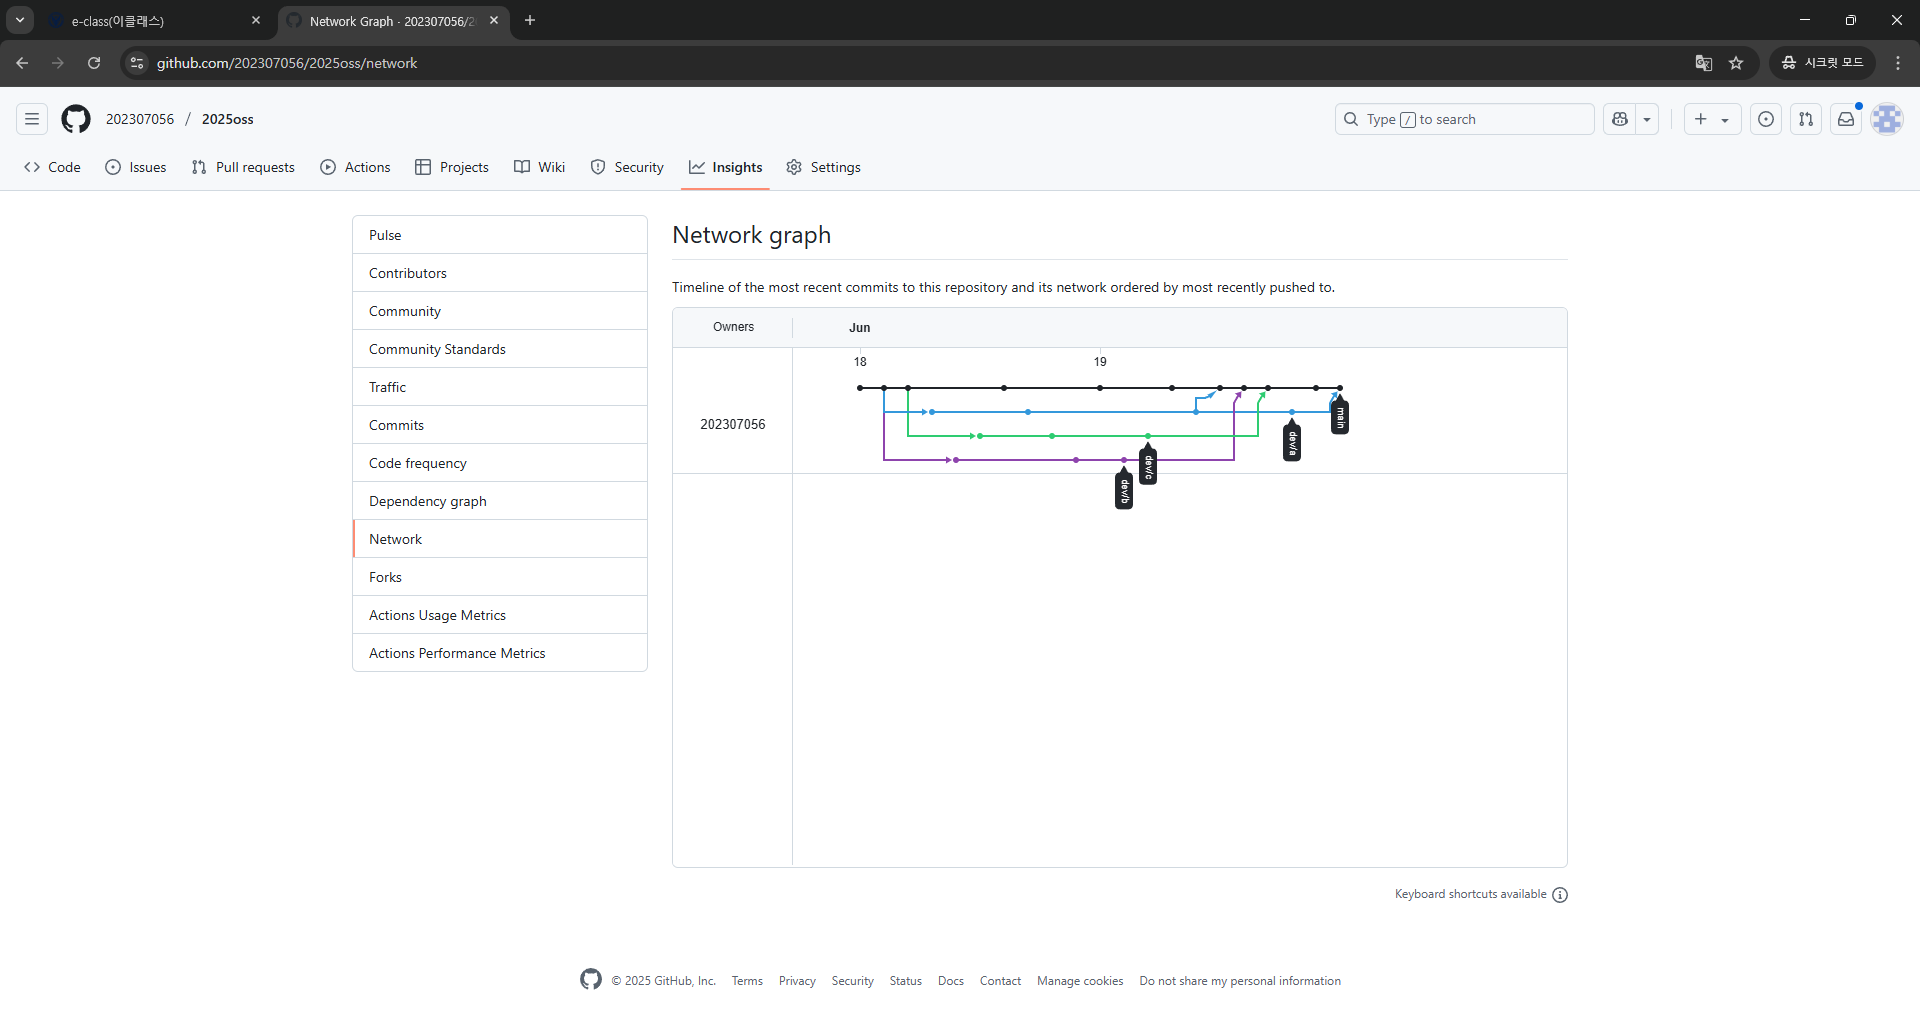 e-class(이클래스)
Network Graph · 202307056/2
github.com/202307056/2025oss/network
시크릿 모드
202307056 / 2025oss
Type / to search
Code
Issues
Pull requests
Actions
Projects
Wiki
Security
Insights
Settings
Pulse
Contributors
Community
Community Standards
Traffic
Commits
Code frequency
Dependency graph
Network
Forks
Actions Usage Metrics
Actions Performance Metrics
Network graph
Timeline of the most recent commits to this repository and its network ordered by most recently pushed to.
Owners
Jun
18
19
202307056
main
dev/a
dev/c
dev/b
Keyboard shortcuts available
© 2025 GitHub, Inc.
Terms
Privacy
Security
Status
Docs
Contact
Manage cookies
Do not share my personal information